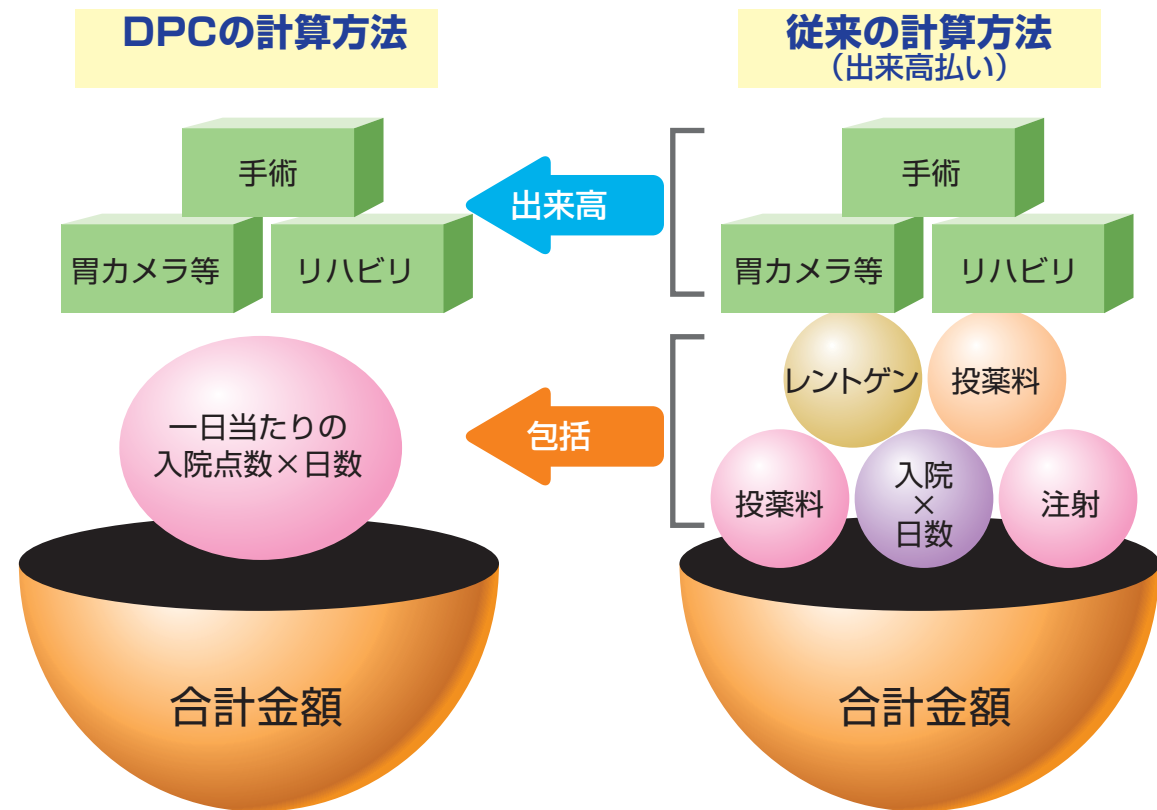 DPCの計算方法
手術
胃カメラ等
リハビリ
一日当たりの
入院点数×日数
合計金額
出来高
包括
従来の計算方法
（出来高払い）
手術
胃カメラ等
リハビリ
レントゲン
投薬料
投薬料
入院
×
日数
注射
合計金額